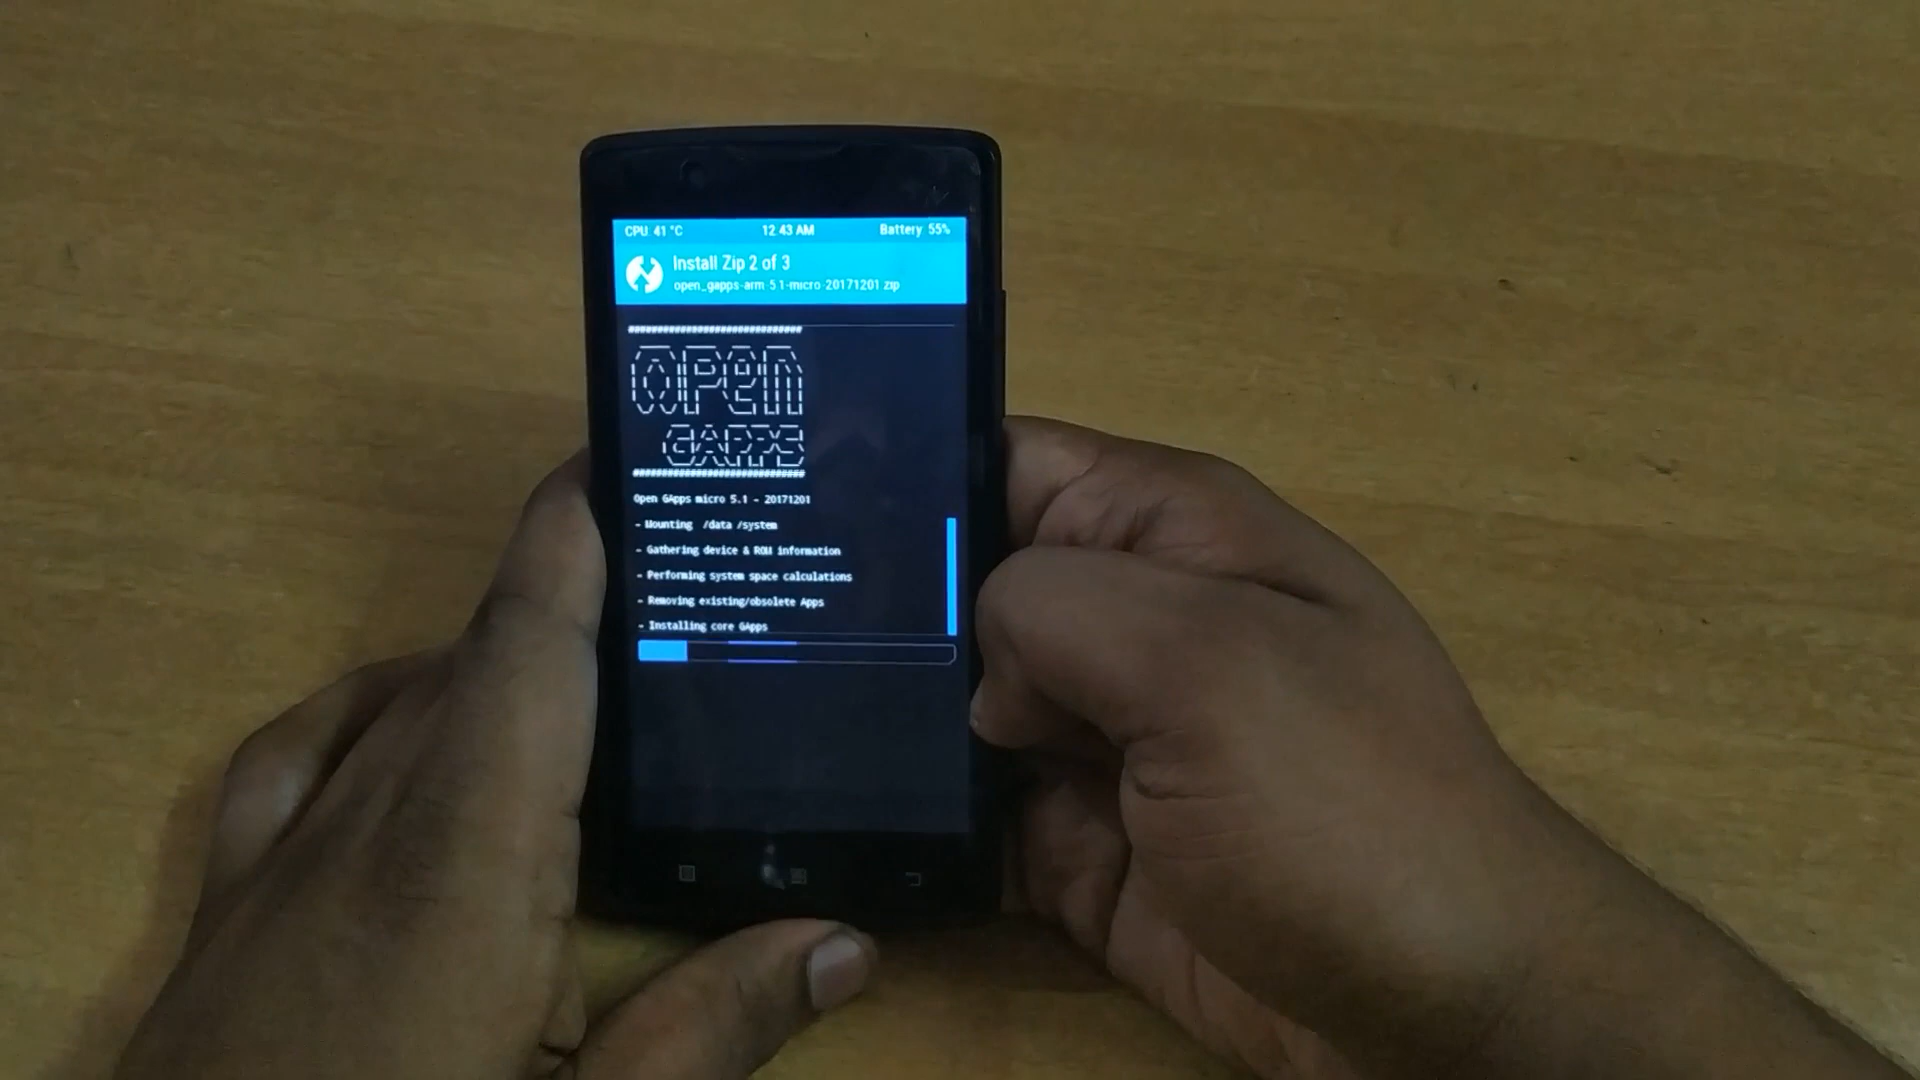 CPU: 41 °C 12:43 AM Battery: 55%
Install Zip 2 of 3
open_gapps-arm-5.1-micro-20171201.zip
##############################
OPEN
GAPPS
##############################
Open GApps micro 5.1 - 20171201
- Mounting /data /system
- Gathering device & ROM information
- Performing system space calculations
- Removing existing/obsolete Apps
- Installing core GApps